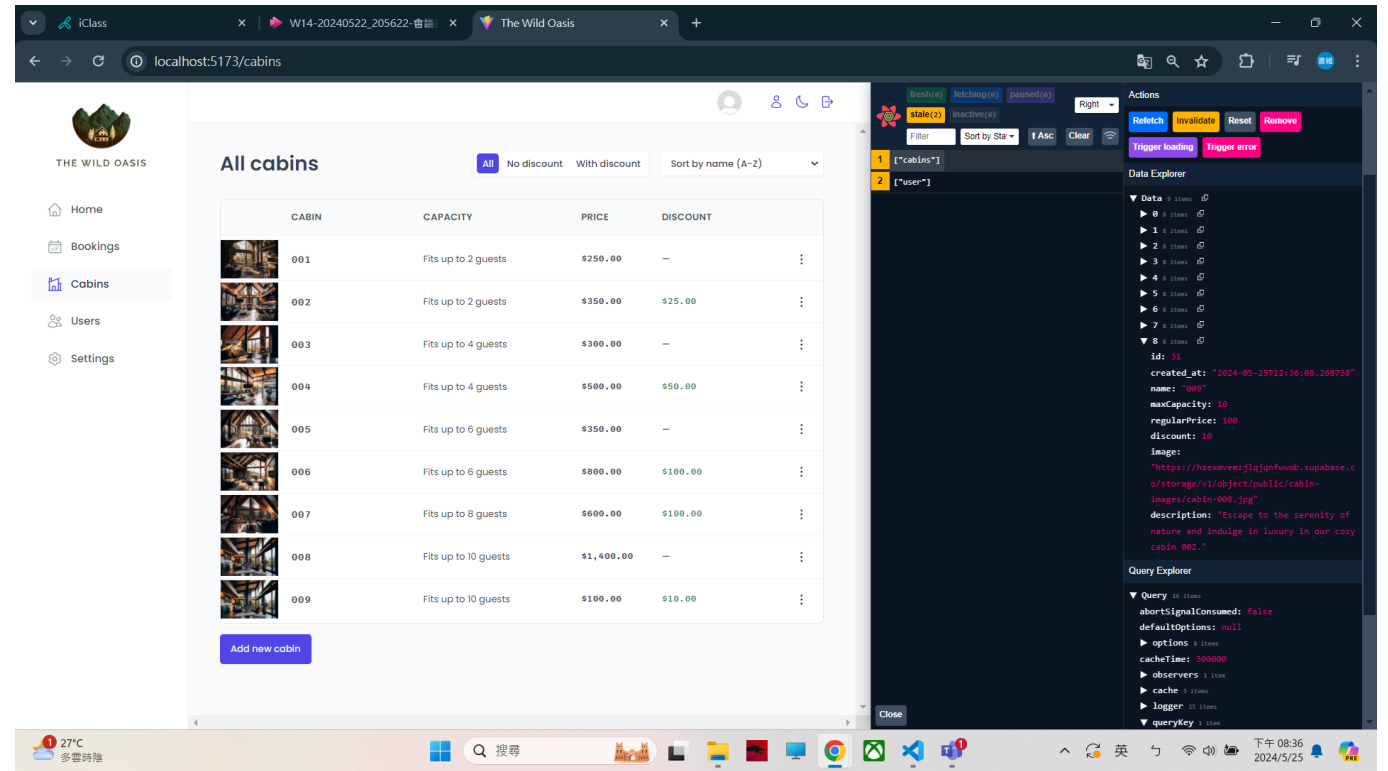 iClass
W14-20240522_205622-會議
The Wild Oasis
localhost:5173/cabins
書維
THE WILD OASIS
Home
Bookings
Cabins
Users
Settings
All cabins
All No discount With discount Sort by name (A-Z)
CABIN CAPACITY PRICE DISCOUNT
001 Fits up to 2 guests $250.00 —
002 Fits up to 2 guests $350.00 $25.00
003 Fits up to 4 guests $300.00 —
004 Fits up to 4 guests $500.00 $50.00
005 Fits up to 6 guests $350.00 —
006 Fits up to 6 guests $800.00 $100.00
007 Fits up to 8 guests $600.00 $100.00
008 Fits up to 10 guests $1,400.00 —
009 Fits up to 10 guests $100.00 $10.00
Add new cabin
fresh(0) fetching(0) paused(0)
stale(2) inactive(0)
Right
Filter Sort by Sta ⬆ Asc Clear
1 ["cabins"]
2 ["user"]
Close
Actions
Refetch Invalidate Reset Remove
Trigger loading Trigger error
Data Explorer
▼ Data 9 items
▶ 0 8 items
▶ 1 8 items
▶ 2 8 items
▶ 3 8 items
▶ 4 8 items
▶ 5 8 items
▶ 6 8 items
▶ 7 8 items
▼ 8 8 items
id: 31
created_at: "2024-05-25T12:36:08.268738"
name: "009"
maxCapacity: 10
regularPrice: 100
discount: 10
image:
"https://hsexmvemzjlqjqnfuwob.supabase.c
o/storage/v1/object/public/cabin-
images/cabin-008.jpg"
description: "Escape to the serenity of
nature and indulge in luxury in our cozy
cabin 002."
Query Explorer
▼ Query 16 items
abortSignalConsumed: false
defaultOptions: null
▶ options 8 items
cacheTime: 300000
▶ observers 1 item
▶ cache 5 items
▶ logger 25 items
▼ queryKey 1 item
1
27°C
多雲時陰
搜尋
英
下午 08:36
2024/5/25
PRE